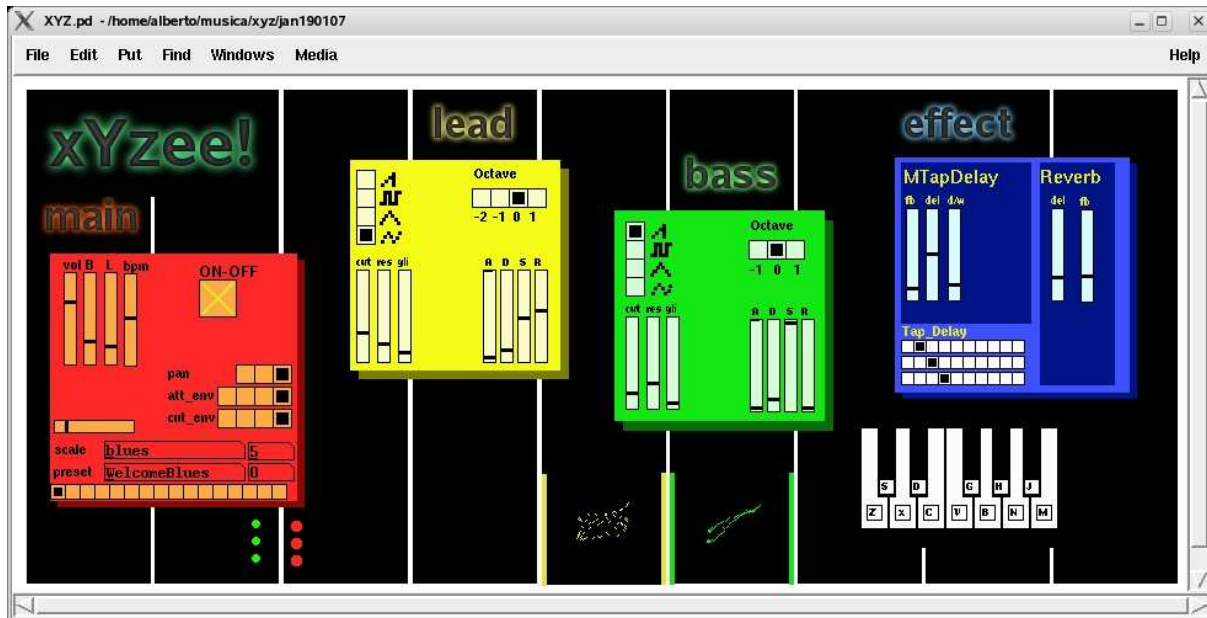 XYZ.pd - /home/alberto/musica/xyz/jan190107
File Edit Put Find Windows Media Help
xYzee!
main
vol B L bpm
ON-OFF
pan
att_env
cut_env
scale blues 5
preset WelcomeBlues 0
lead
Octave
-2 -1 0 1
cut res gli
A D S R
bass
Octave
-1 0 1
cut res gli
A D S R
effect
MTapDelay
fb del d/w
Reverb
del fb
Tap_Delay
S D G H J
Z X C V B N M